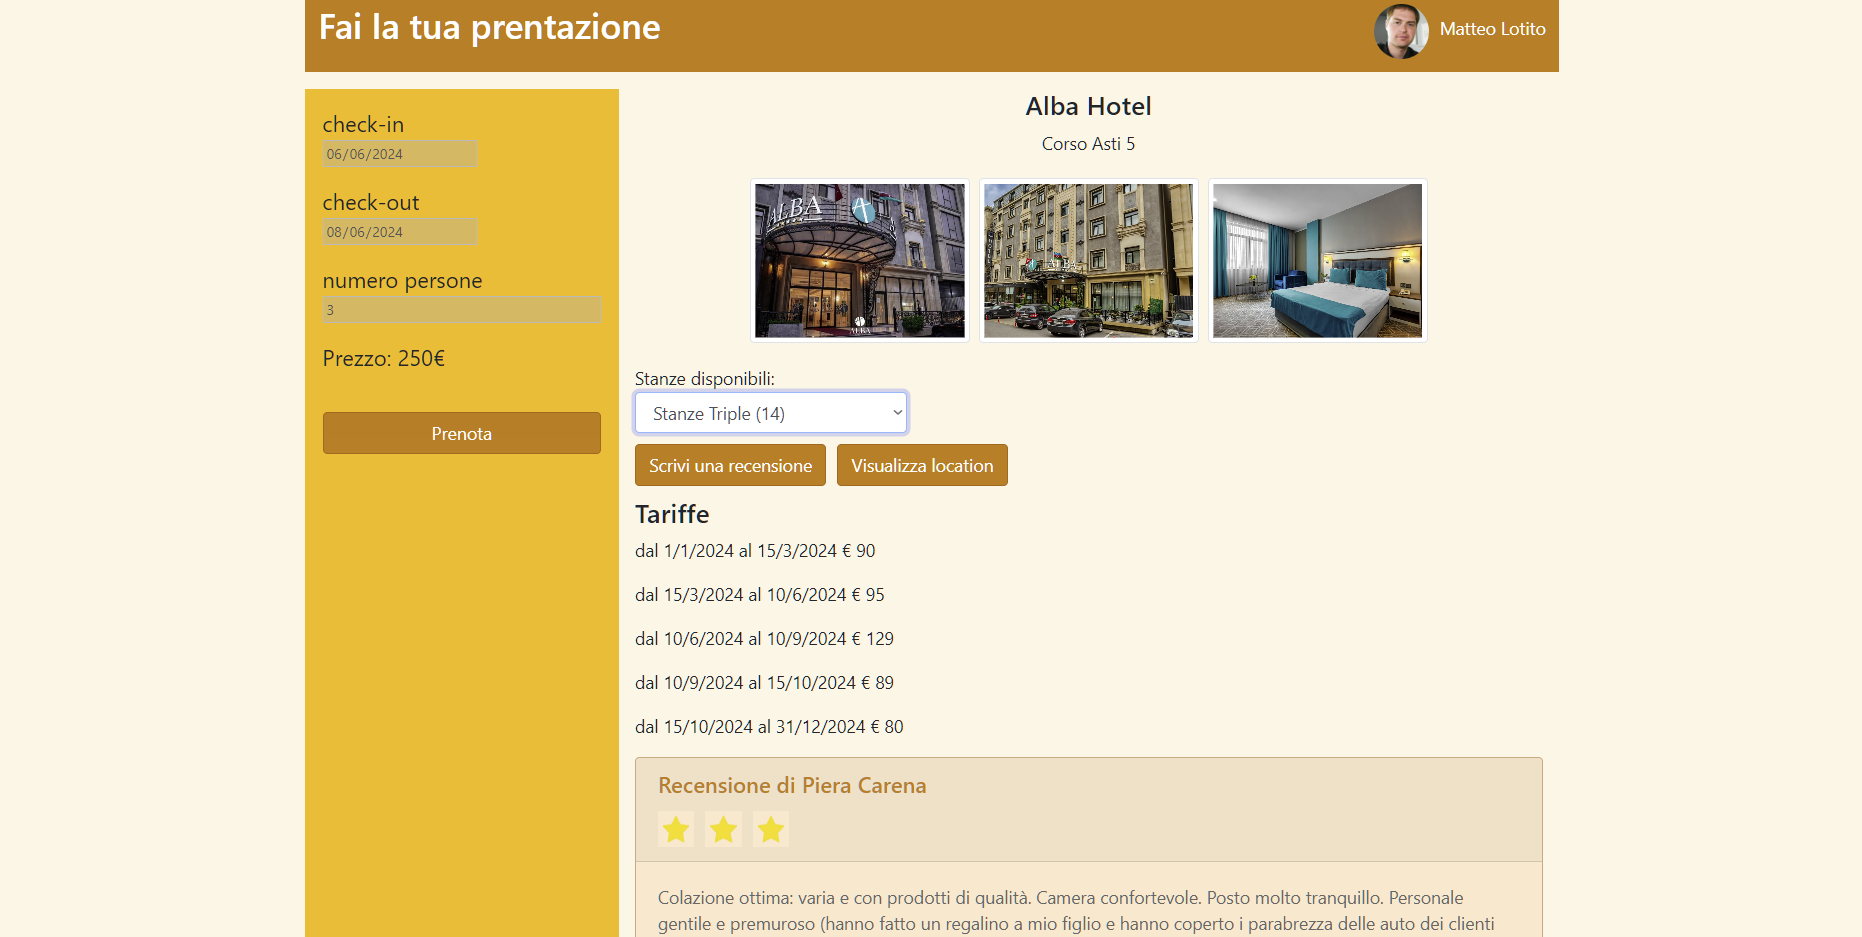 Fai la tua prentazione
Matteo Lotito
check-in
06/06/2024
check-out
08/06/2024
numero persone
3
Prezzo: 250€
Prenota
Alba Hotel
Corso Asti 5
ALBA
ALBA
ALBA
Stanze disponibili:
Stanze Triple (14)
Scrivi una recensione
Visualizza location
Tariffe
dal 1/1/2024 al 15/3/2024 € 90
dal 15/3/2024 al 10/6/2024 € 95
dal 10/6/2024 al 10/9/2024 € 129
dal 10/9/2024 al 15/10/2024 € 89
dal 15/10/2024 al 31/12/2024 € 80
Recensione di Piera Carena
Colazione ottima: varia e con prodotti di qualità. Camera confortevole. Posto molto tranquillo. Personale
gentile e premuroso (hanno fatto un regalino a mio figlio e hanno coperto i parabrezza delle auto dei clienti